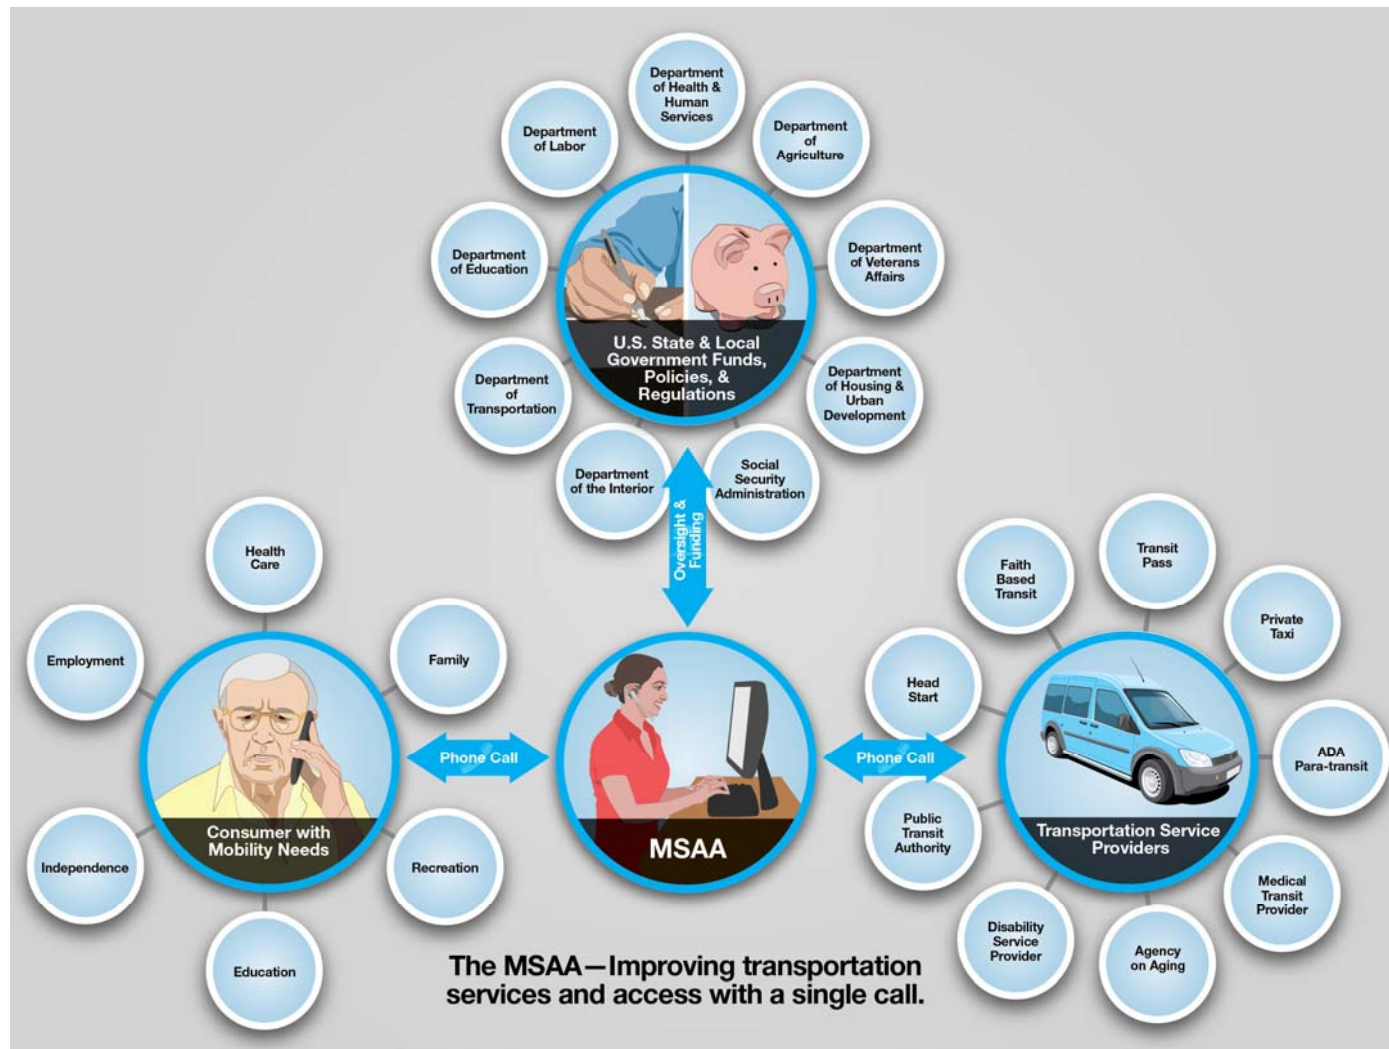 Department
of Health &
Human
Services
Department
of Labor
Department
of
Agriculture
Department
of Education
Department
of Veterans
Affairs
U.S. State & Local
Government Funds,
Policies, &
Regulations
Department
of
Transportation
Department
of Housing &
Urban
Development
Department
of the Interior
Social
Security
Administration
Oversight &
Funding
Health
Care
Employment
Family
Phone Call
Consumer with
Mobility Needs
Independence
Recreation
Education
MSAA
Phone Call
Faith
Based
Transit
Transit
Pass
Private
Taxi
Head
Start
ADA
Para-transit
Public
Transit
Authority
Transportation Service
Providers
Medical
Transit
Provider
Disability
Service
Provider
Agency
on Aging
The MSAA—Improving transportation
services and access with a single call.